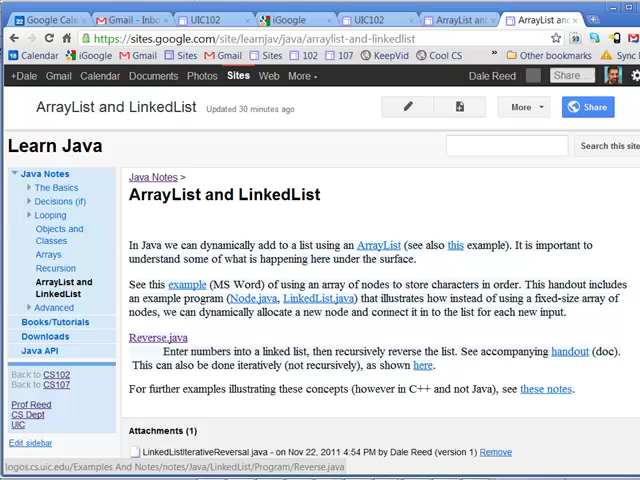 Google Cale
Gmail - Inbo
UIC102
Google
UIC102
ArrayList an
ArrayList an
https://sites.google.com/site/learnjav/java/arraylist-and-linkedlist
Calendar iGoogle Gmail Sites Gmail Sites 102 107 KeepVid Cool CS » Other bookmarks Sync
+Dale Gmail Calendar Documents Photos Sites Web More Dale Reed Share...
ArrayList and LinkedList Updated 30 minutes ago More Share
Learn Java Search this site
Java Notes
The Basics
Decisions (if)
Looping
Objects and
Classes
Arrays
Recursion
ArrayList and
LinkedList
Advanced
Books/Tutorials
Downloads
Java API
Back to CS102
Back to CS107
Prof Reed
CS Dept
UIC
Edit sidebar
Java Notes >
ArrayList and LinkedList
In Java we can dynamically add to a list using an ArrayList (see also this example). It is important to
understand some of what is happening here under the surface.
See this example (MS Word) of using an array of nodes to store characters in order. This handout includes
an example program (Node.java, LinkedList.java) that illustrates how instead of using a fixed-size array of
nodes, we can dynamically allocate a new node and connect it in to the list for each new input.
Reverse.java
Enter numbers into a linked list, then recursively reverse the list. See accompanying handout (doc).
This can also be done iteratively (not recursively), as shown here.
For further examples illustrating these concepts (however in C++ and not Java), see these notes.
Attachments (1)
LinkedListIterativeReversal.java - on Nov 22, 2011 4:54 PM by Dale Reed (version 1) Remove
logos.cs.uic.edu/Examples And Notes/notes/Java/LinkedList/Program/Reverse.java